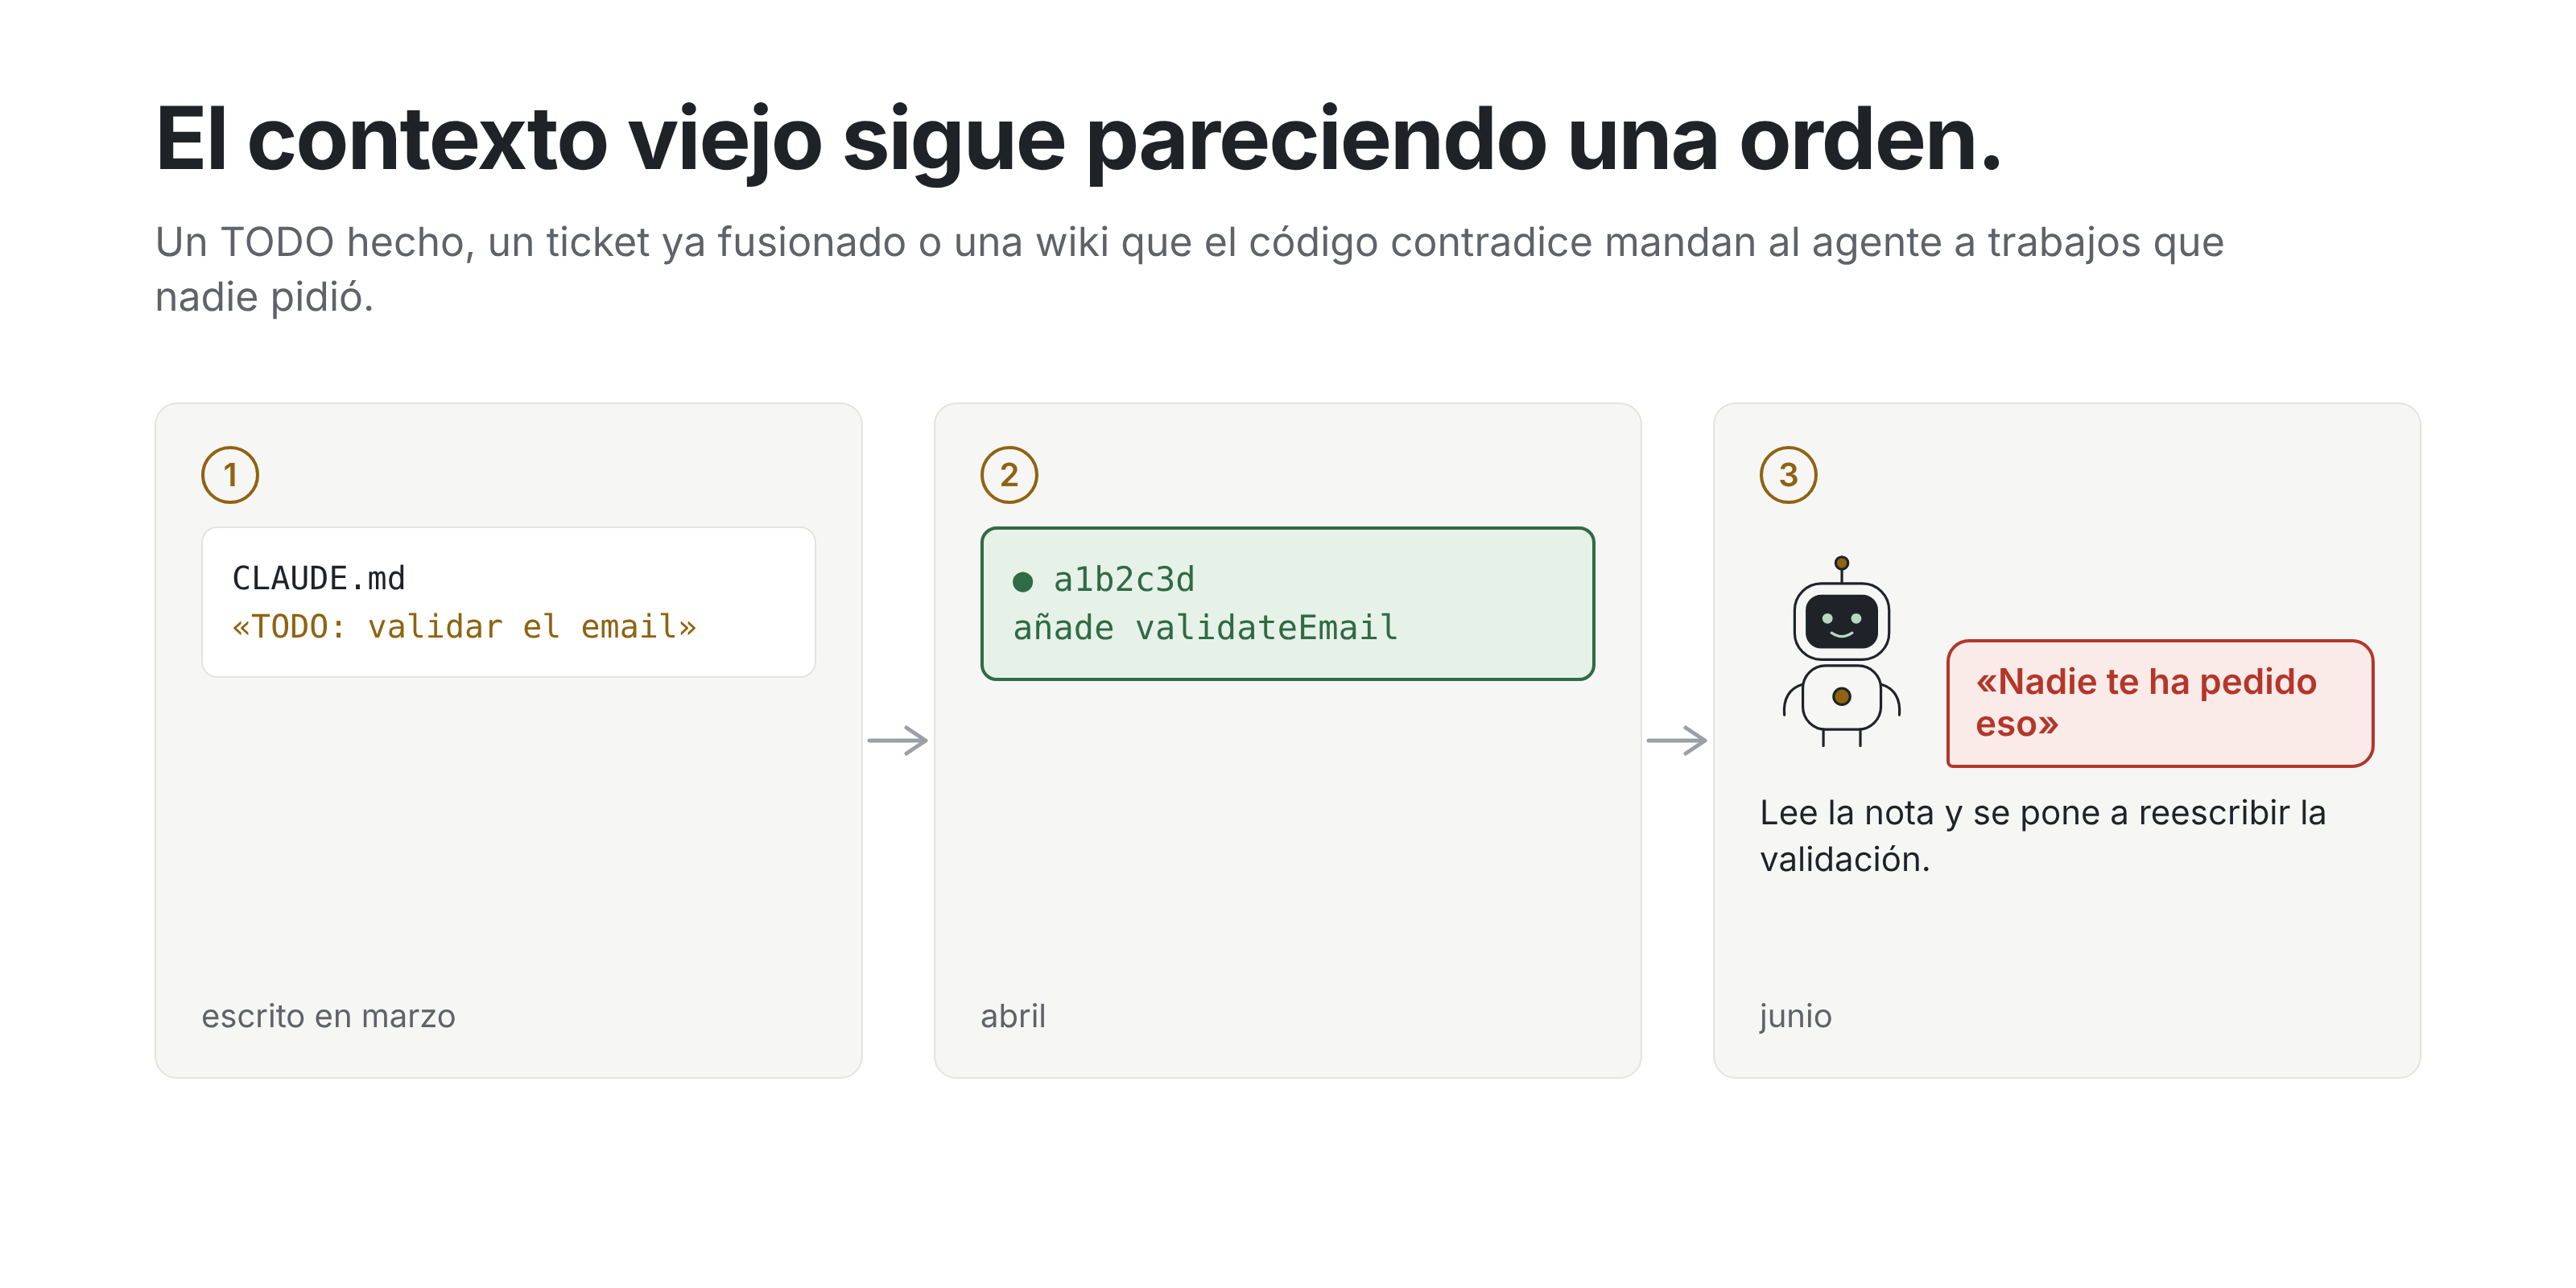 El contexto viejo sigue pareciendo una orden.
Un TODO hecho, un ticket ya fusionado o una wiki que el código contradice mandan al agente a trabajos que
nadie pidió.
1
CLAUDE.md
«TODO: validar el email»
escrito en marzo
2
● a1b2c3d
añade validateEmail
abril
3
«Nadie te ha pedido
eso»
Lee la nota y se pone a reescribir la
validación.
junio